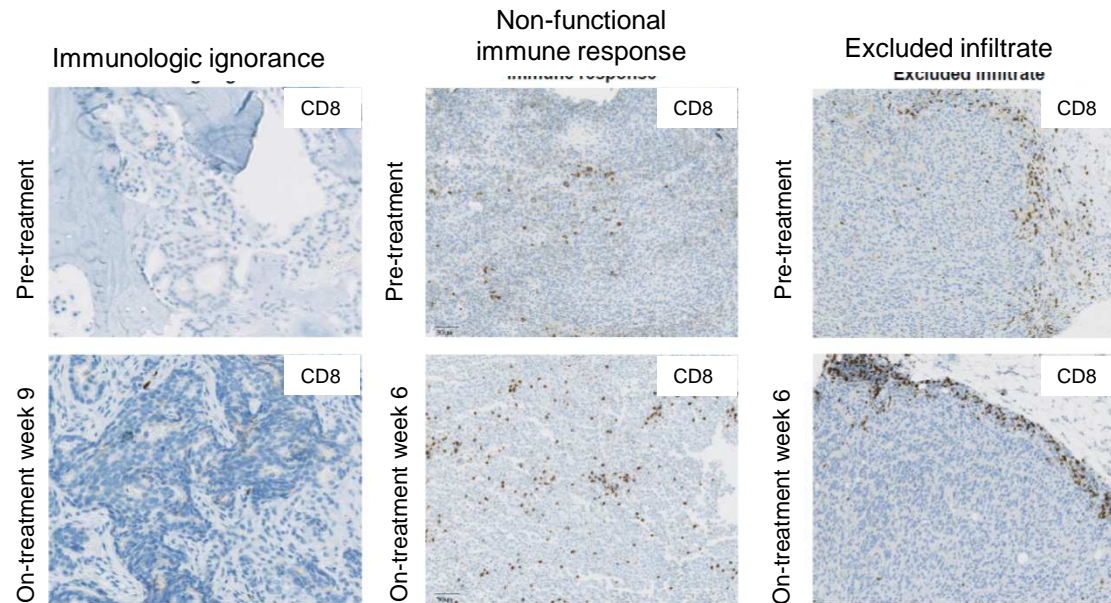 Immunologic ignorance
Non-functional
immune response
Excluded infiltrate
immune response
Excluded infiltrate
Pre-treatment
CD8
Pre-treatment
CD8
Pre-treatment
CD8
On-treatment week 9
CD8
On-treatment week 6
CD8
On-treatment week 6
CD8